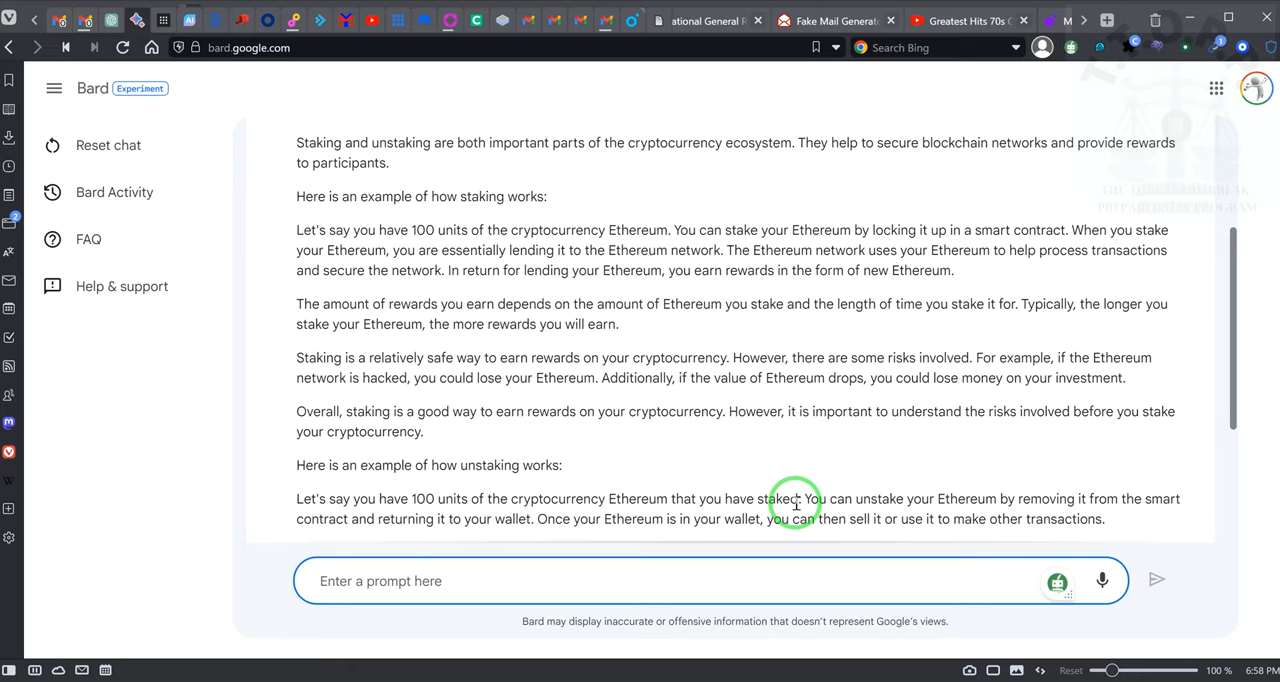 ational General R
Fake Mail Generat
Greatest Hits 70s
M
bard.google.com
Search Bing
Bard Experiment
Reset chat
Bard Activity
FAQ
Help & support
Staking and unstaking are both important parts of the cryptocurrency ecosystem. They help to secure blockchain networks and provide rewards
to participants.
Here is an example of how staking works:
Let's say you have 100 units of the cryptocurrency Ethereum. You can stake your Ethereum by locking it up in a smart contract. When you stake
your Ethereum, you are essentially lending it to the Ethereum network. The Ethereum network uses your Ethereum to help process transactions
and secure the network. In return for lending your Ethereum, you earn rewards in the form of new Ethereum.
The amount of rewards you earn depends on the amount of Ethereum you stake and the length of time you stake it for. Typically, the longer you
stake your Ethereum, the more rewards you will earn.
Staking is a relatively safe way to earn rewards on your cryptocurrency. However, there are some risks involved. For example, if the Ethereum
network is hacked, you could lose your Ethereum. Additionally, if the value of Ethereum drops, you could lose money on your investment.
Overall, staking is a good way to earn rewards on your cryptocurrency. However, it is important to understand the risks involved before you stake
your cryptocurrency.
Here is an example of how unstaking works:
Let's say you have 100 units of the cryptocurrency Ethereum that you have staked. You can unstake your Ethereum by removing it from the smart
contract and returning it to your wallet. Once your Ethereum is in your wallet, you can then sell it or use it to make other transactions.
Enter a prompt here
Bard may display inaccurate or offensive information that doesn't represent Google's views.
Reset
100 %
6:58 PM